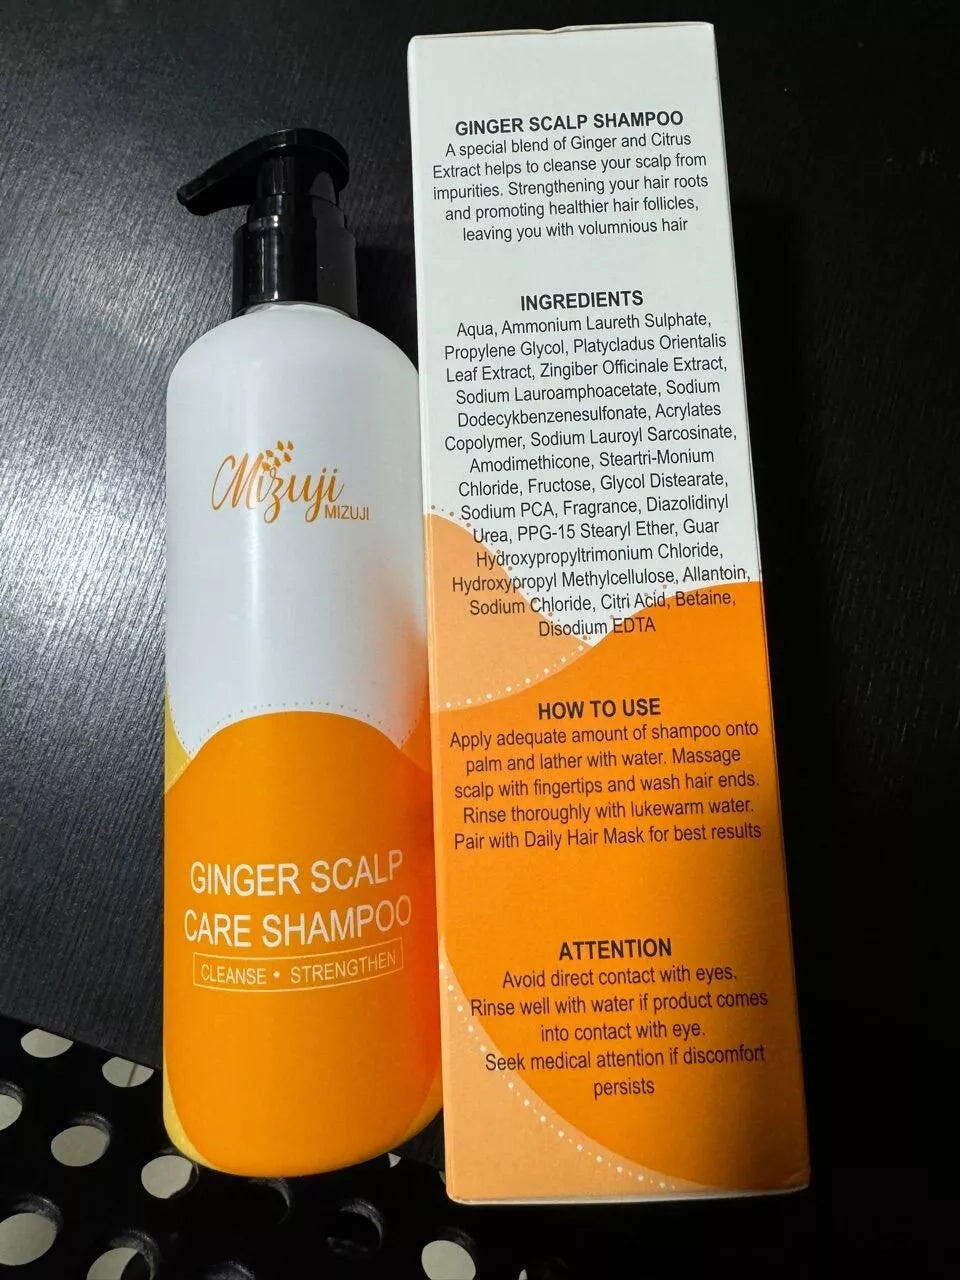 Mizuji
MIZUJI
GINGER SCALP
CARE SHAMPOO
CLEANSE • STRENGTHEN
GINGER SCALP SHAMPOO
A special blend of Ginger and Citrus
Extract helps to cleanse your scalp from
impurities. Strengthening your hair roots
and promoting healthier hair follicles,
leaving you with volumnious hair
INGREDIENTS
Aqua, Ammonium Laureth Sulphate,
Propylene Glycol, Platycladus Orientalis
Leaf Extract, Zingiber Officinale Extract,
Sodium Lauroamphoacetate, Sodium
Dodecykbenzenesulfonate, Acrylates
Copolymer, Sodium Lauroyl Sarcosinate,
Amodimethicone, Steartri-Monium
Chloride, Fructose, Glycol Distearate,
Sodium PCA, Fragrance, Diazolidinyl
Urea, PPG-15 Stearyl Ether, Guar
Hydroxypropyltrimonium Chloride,
Hydroxypropyl Methylcellulose, Allantoin,
Sodium Chloride, Citri Acid, Betaine,
Disodium EDTA
HOW TO USE
Apply adequate amount of shampoo onto
palm and lather with water. Massage
scalp with fingertips and wash hair ends.
Rinse thoroughly with lukewarm water.
Pair with Daily Hair Mask for best results
ATTENTION
Avoid direct contact with eyes.
Rinse well with water if product comes
into contact with eye.
Seek medical attention if discomfort
persists